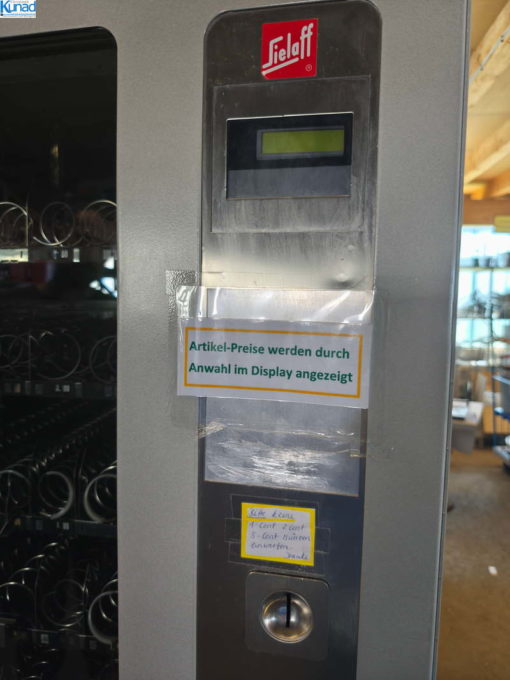 Kunad
Sielaff
Artikel-Preise werden durch
Anwahl im Display angezeigt
Bitte keine
1-Cent 2 Cent
5-Cent Münzen
einwerfen
Danke